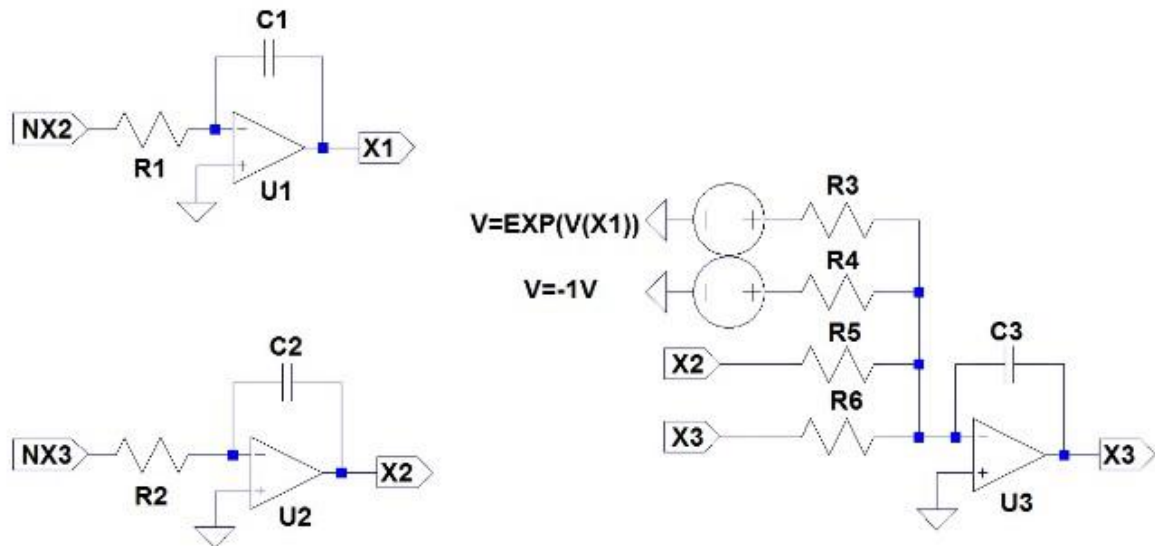 C1
NX2
R1
U1
X1
V=EXP(V(X1))
R3
V=-1V
R4
X2
R5
X3
R6
C3
U3
X3
C2
NX3
R2
U2
X2